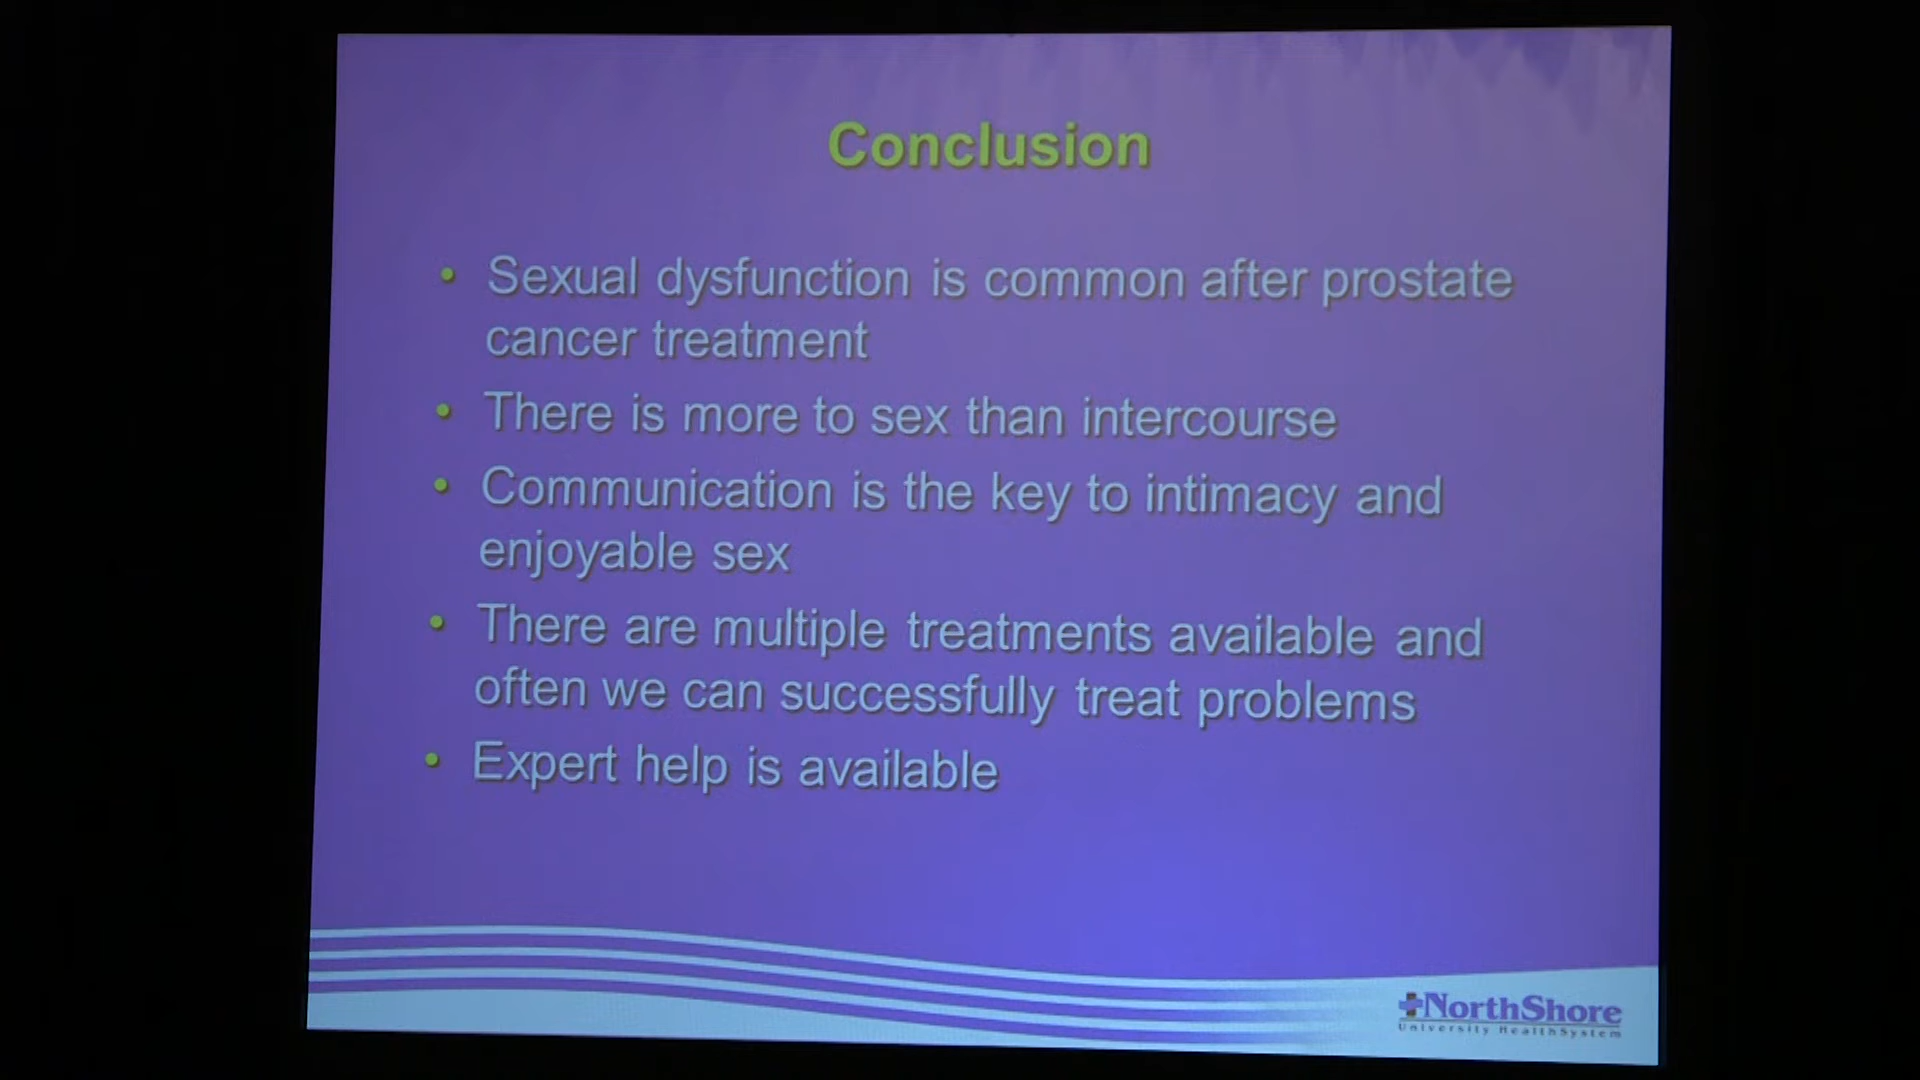 Conclusion
• Sexual dysfunction is common after prostate
cancer treatment
• There is more to sex than intercourse
• Communication is the key to intimacy and
enjoyable sex
• There are multiple treatments available and
often we can successfully treat problems
• Expert help is available
NorthShore
University HealthSystem